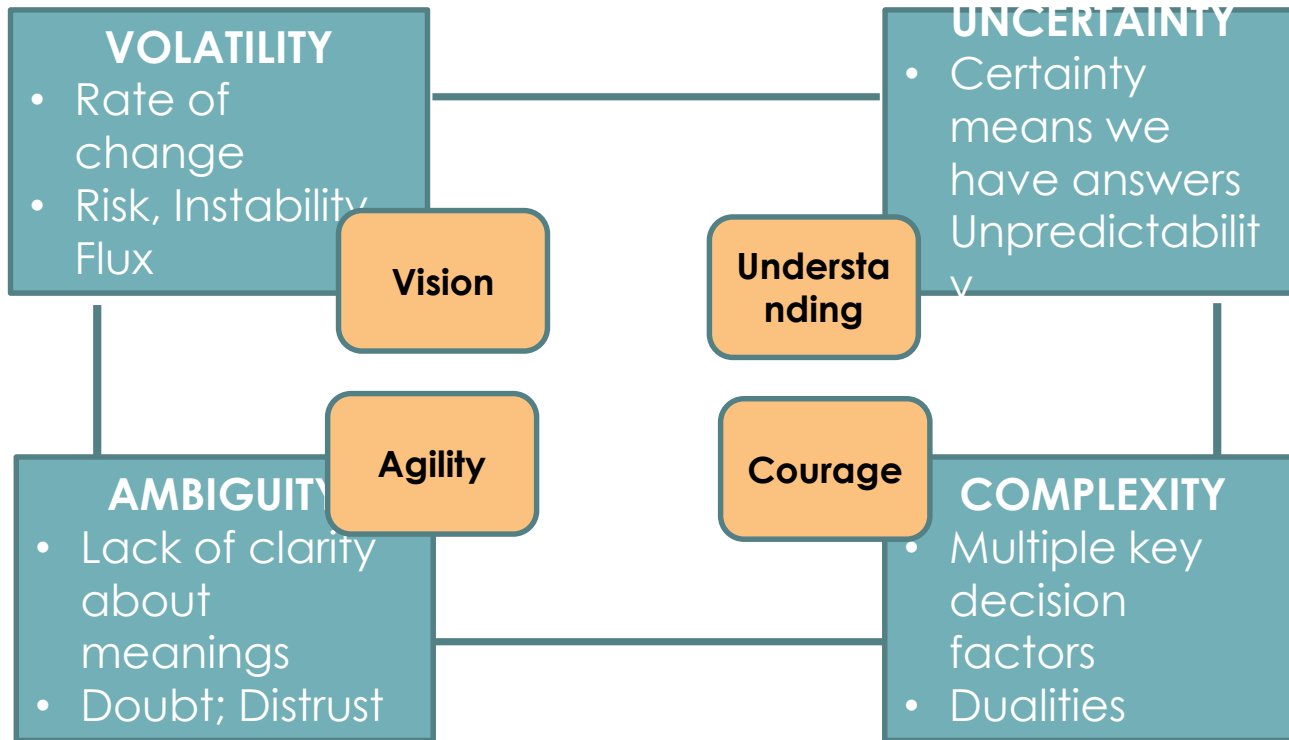 VOLATILITY
• Rate of
change
• Risk, Instability,
Flux
UNCERTAINTY
• Certainty
means we
have answers
Unpredictabilit
y
Vision
Understa
nding
Agility
Courage
AMBIGUITY
• Lack of clarity
about
meanings
• Doubt; Distrust
COMPLEXITY
• Multiple key
decision
factors
• Dualities